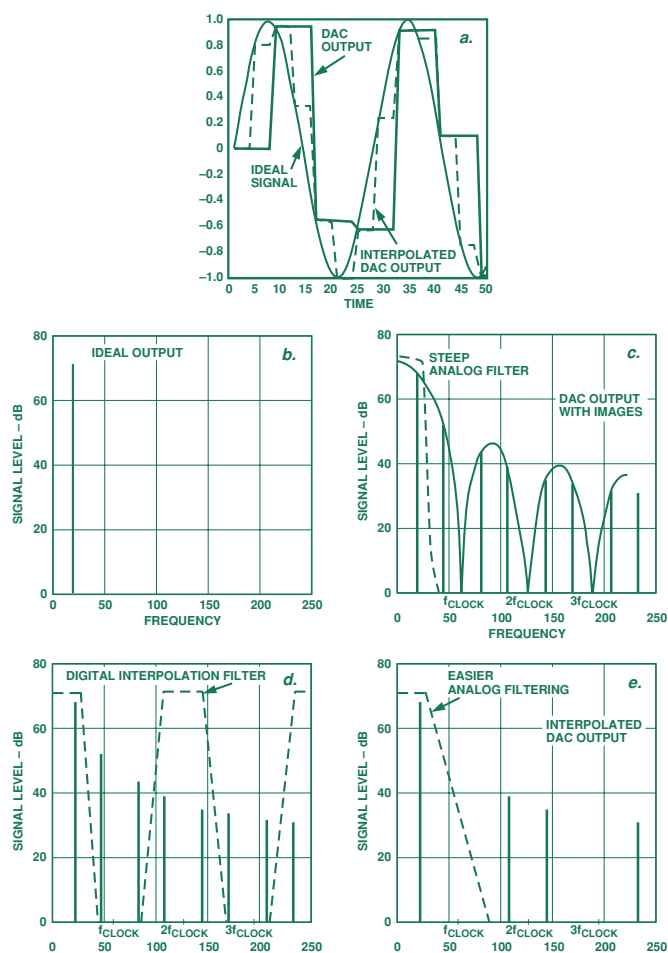 a.
DAC
OUTPUT
IDEAL
SIGNAL
INTERPOLATED
DAC OUTPUT
1.0
0.8
0.6
0.4
0.2
0
–0.2
–0.4
–0.6
–0.8
–1.0
0 5 10 15 20 25 30 35 40 45 50
TIME
b.
IDEAL OUTPUT
SIGNAL LEVEL – dB
80
60
40
20
0
0 50 100 150 200 250
FREQUENCY
c.
STEEP
ANALOG FILTER
DAC OUTPUT
WITH IMAGES
SIGNAL LEVEL – dB
80
60
40
20
0
fCLOCK 2fCLOCK 3fCLOCK
0 50 100 150 200 250
FREQUENCY
d.
DIGITAL INTERPOLATION FILTER
SIGNAL LEVEL – dB
80
60
40
20
0
fCLOCK 2fCLOCK 3fCLOCK
0 50 100 150 200 250
e.
EASIER
ANALOG FILTERING
INTERPOLATED
DAC OUTPUT
SIGNAL LEVEL – dB
80
60
40
20
0
fCLOCK 2fCLOCK 3fCLOCK
0 50 100 150 200 250